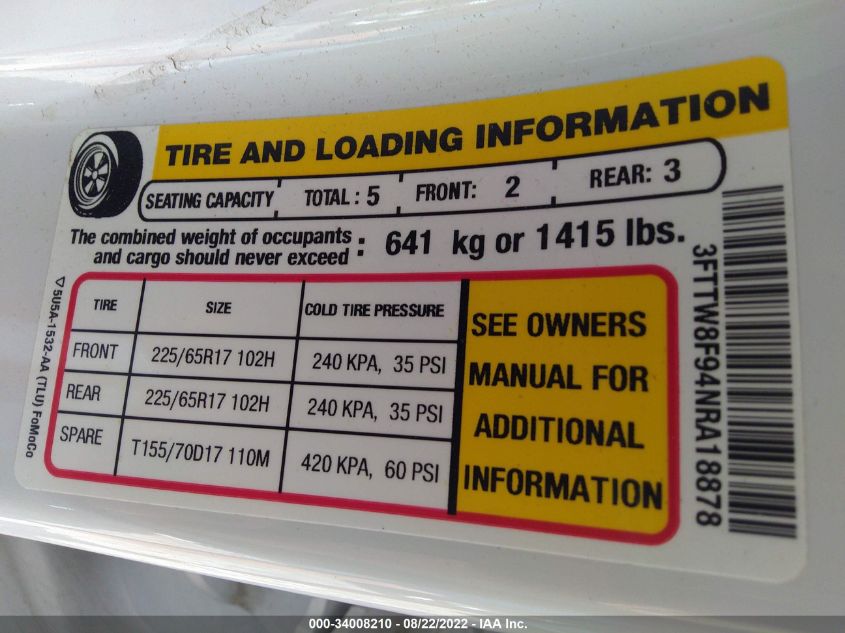 TIRE AND LOADING INFORMATION
SEATING CAPACITY TOTAL : 5 FRONT: 2 REAR: 3
The combined weight of occupants
and cargo should never exceed : 641 kg or 1415 lbs.
TIRE SIZE COLD TIRE PRESSURE
FRONT 225/65R17 102H 240 KPA, 35 PSI
REAR 225/65R17 102H 240 KPA, 35 PSI
SPARE T155/70D17 110M 420 KPA, 60 PSI
SEE OWNERS
MANUAL FOR
ADDITIONAL
INFORMATION
5U5A-1532-AA (TLU) FoMoCo
3FTTW8F94NRA18878
000-34008210 - 08/22/2022 - IAA Inc.